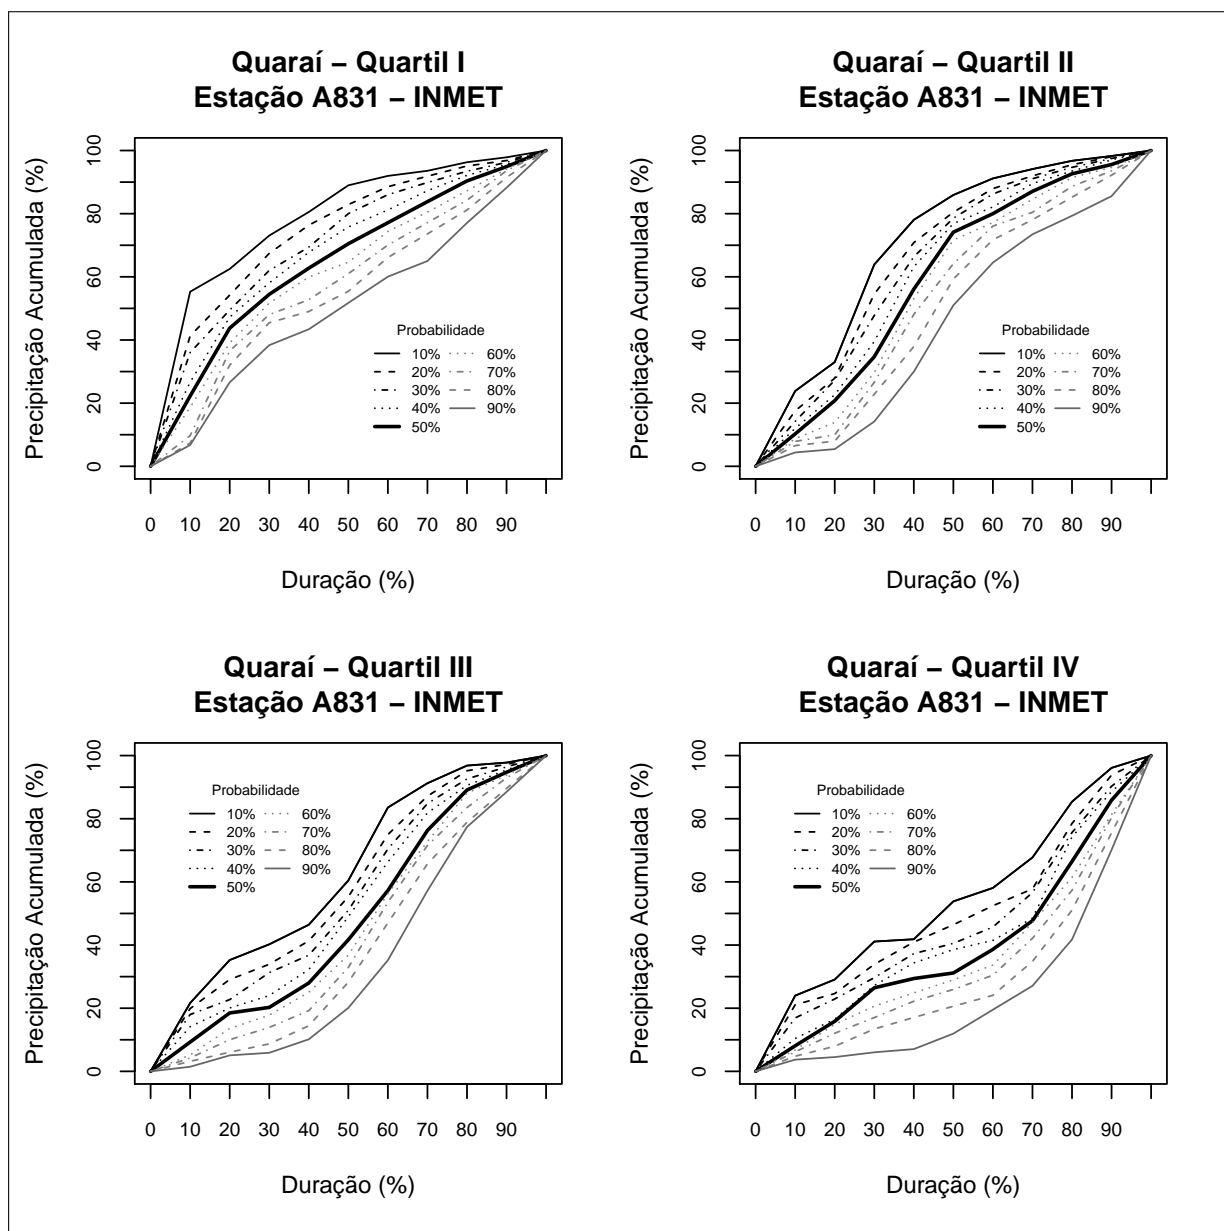 Quaraí – Quartil I
Estação A831 – INMET
Precipitação Acumulada (%)
100
80
60
40
20
0
Probabilidade
10% 60%
20% 70%
30% 80%
40% 90%
50%
0 10 20 30 40 50 60 70 80 90
Duração (%)
Quaraí – Quartil II
Estação A831 – INMET
Precipitação Acumulada (%)
100
80
60
40
20
0
Probabilidade
10% 60%
20% 70%
30% 80%
40% 90%
50%
0 10 20 30 40 50 60 70 80 90
Duração (%)
Quaraí – Quartil III
Estação A831 – INMET
Precipitação Acumulada (%)
100
80
60
40
20
0
Probabilidade
10% 60%
20% 70%
30% 80%
40% 90%
50%
0 10 20 30 40 50 60 70 80 90
Duração (%)
Quaraí – Quartil IV
Estação A831 – INMET
Precipitação Acumulada (%)
100
80
60
40
20
0
Probabilidade
10% 60%
20% 70%
30% 80%
40% 90%
50%
0 10 20 30 40 50 60 70 80 90
Duração (%)